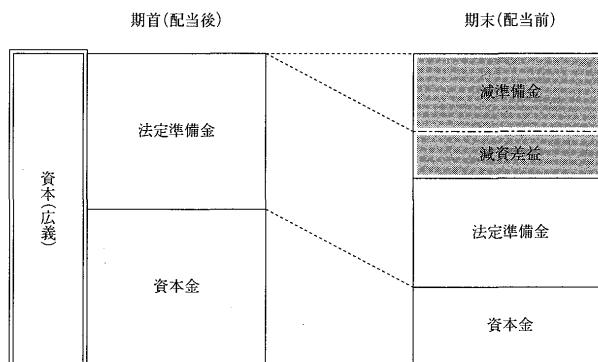 期首(配当後)
期末(配当前)
資本(広義)
法定準備金
資本金
減準備金
減資差益
法定準備金
資本金